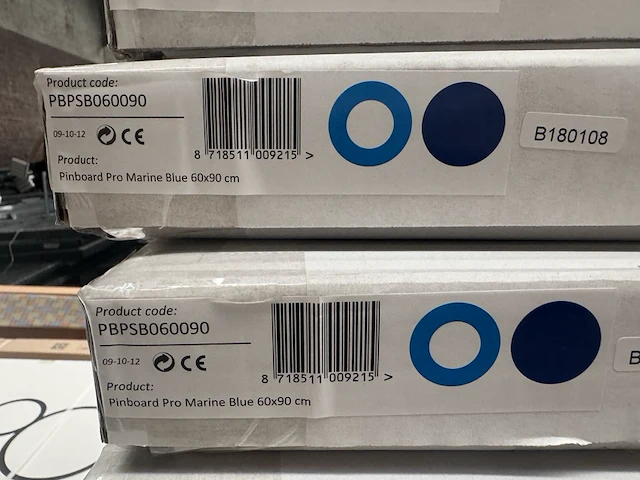 Product code:
PBPSB060090
09-10-12 CE
8 718511 009215 >
Product:
Pinboard Pro Marine Blue 60x90 cm
B180108
Product code:
PBPSB060090
09-10-12 CE
8 718511 009215 >
Product:
Pinboard Pro Marine Blue 60x90 cm
B